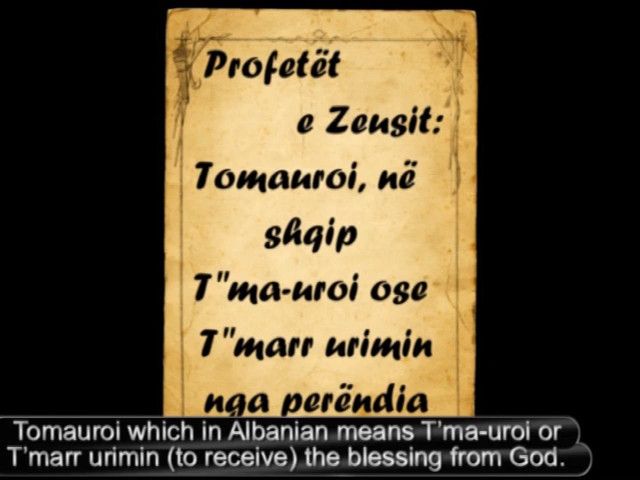 Profetët
e Zeusit:
Tomauroi, në
shqip
T"ma-uroi ose
T"marr urimin
nga perëndia
Tomauroi which in Albanian means T'ma-uroi or
T'marr urimin (to receive) the blessing from God.